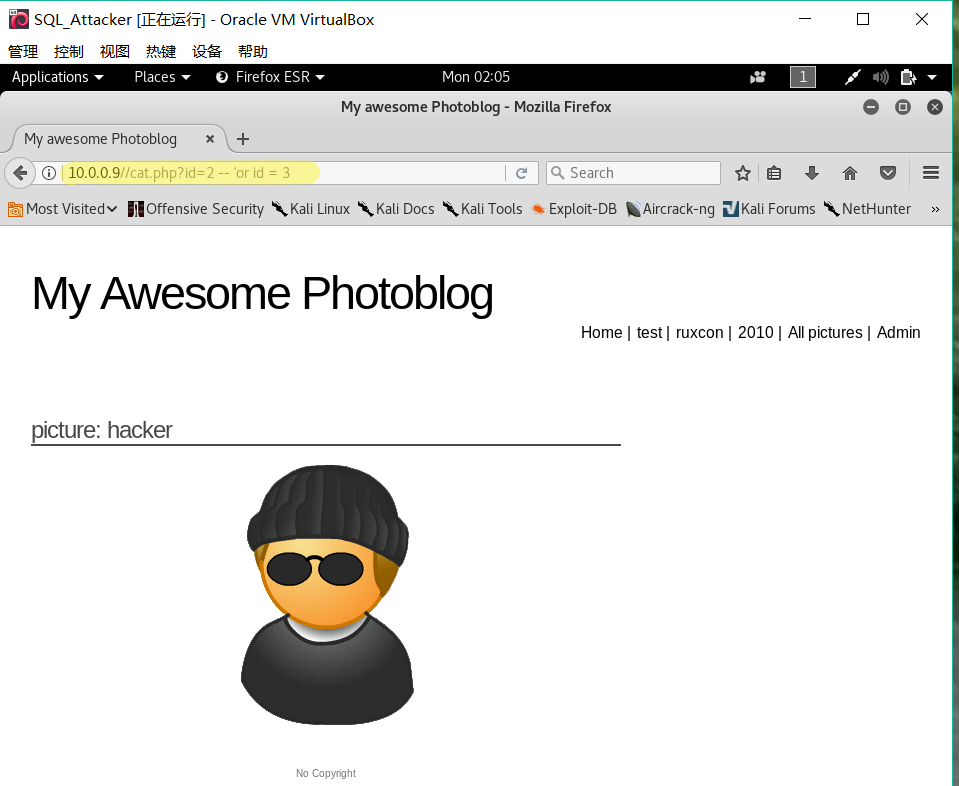 SQL_Attacker [正在运行] - Oracle VM VirtualBox
管理 控制 视图 热键 设备 帮助
Applications Places Firefox ESR Mon 02:05 1
My awesome Photoblog - Mozilla Firefox
My awesome Photoblog
10.0.0.9//cat.php?id=2 -- 'or id = 3 Search
Most Visited Offensive Security Kali Linux Kali Docs Kali Tools Exploit-DB Aircrack-ng Kali Forums NetHunter »
My Awesome Photoblog
Home | test | ruxcon | 2010 | All pictures | Admin
picture: hacker
No Copyright